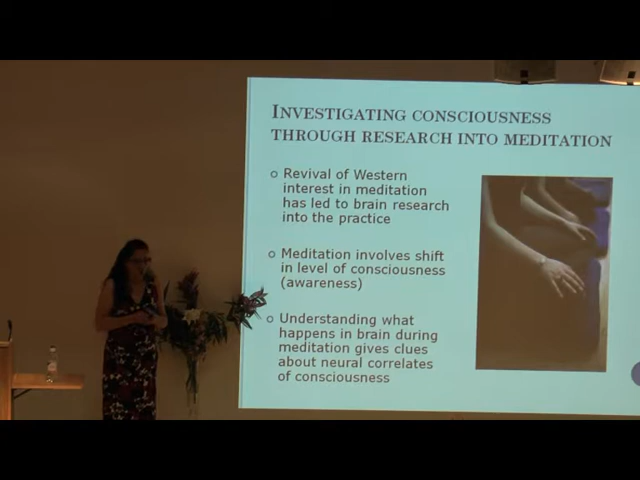 INVESTIGATING CONSCIOUSNESS
THROUGH RESEARCH INTO MEDITATION
Revival of Western
interest in meditation
has led to brain research
into the practice
Meditation involves shift
in level of consciousness
(awareness)
Understanding what
happens in brain during
meditation gives clues
about neural correlates
of consciousness